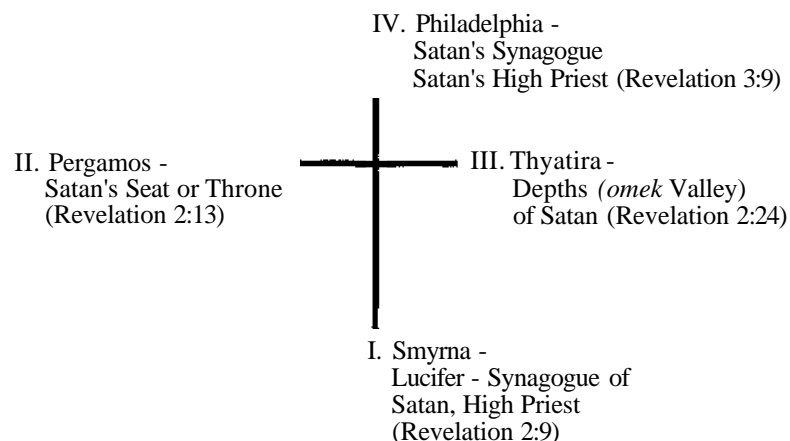 IV. Philadelphia -
Satan's Synagogue
Satan's High Priest (Revelation 3:9)
II. Pergamos -
Satan's Seat or Throne
(Revelation 2:13)
III. Thyatira -
Depths (omek Valley)
of Satan (Revelation 2:24)
I. Smyrna -
Lucifer - Synagogue of
Satan, High Priest
(Revelation 2:9)